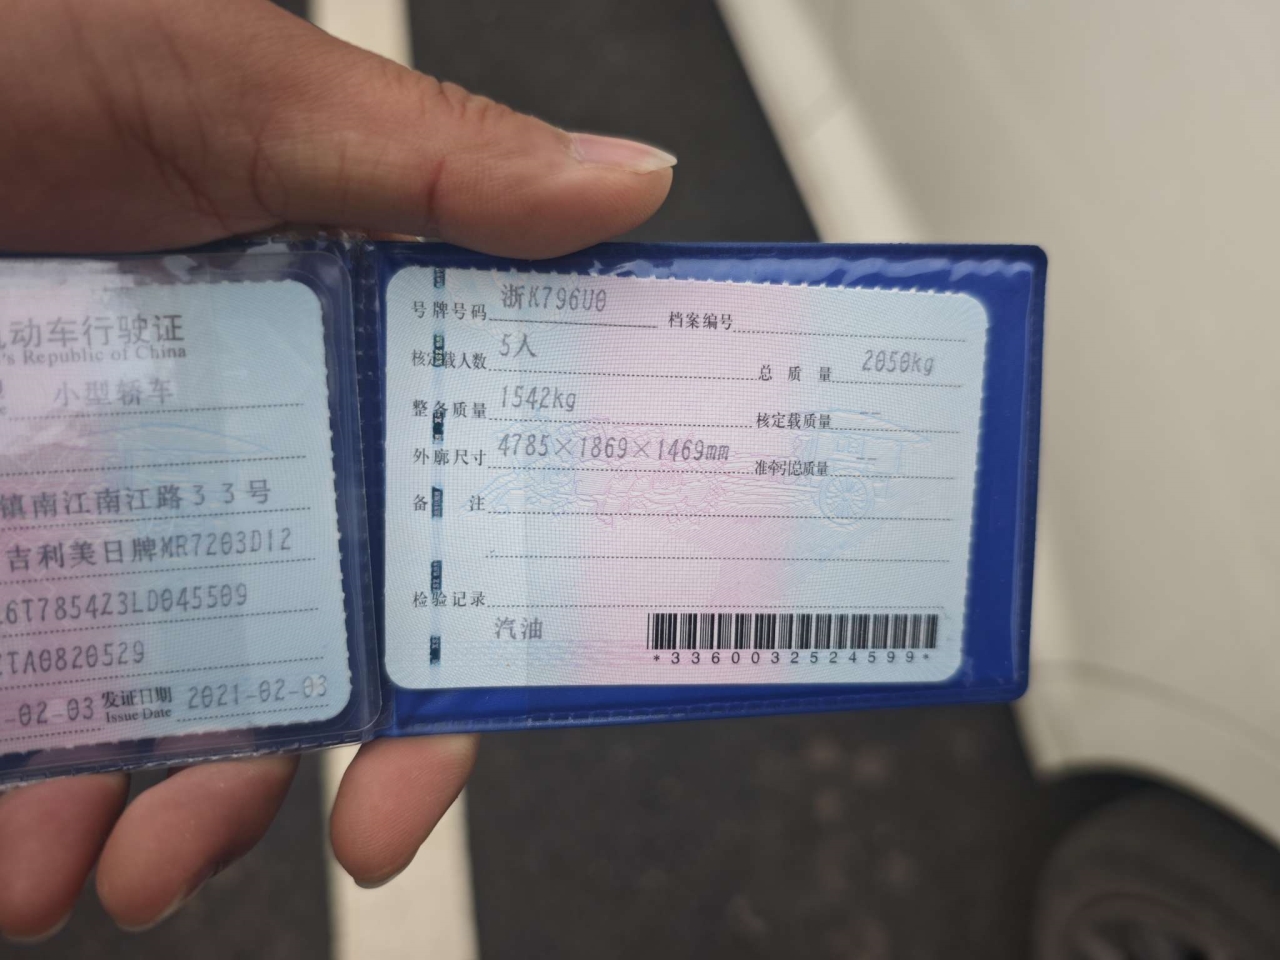 动车行驶证
's Republic of China
小型轿车
镇南江南江路33号
吉利美日牌MR7203D12
6T7854Z3LD045509
TA0820529
-02-03 发证日期 2021-02-03
Issue Date
号牌号码 浙K796U0 档案编号
核定载人数 5人 总质量 2050kg
整备质量 1542kg 核定载质量 --
外廓尺寸 4785×1869×1469mm 准牵引总质量 --
备注
检验记录
汽油
*3360032524599*